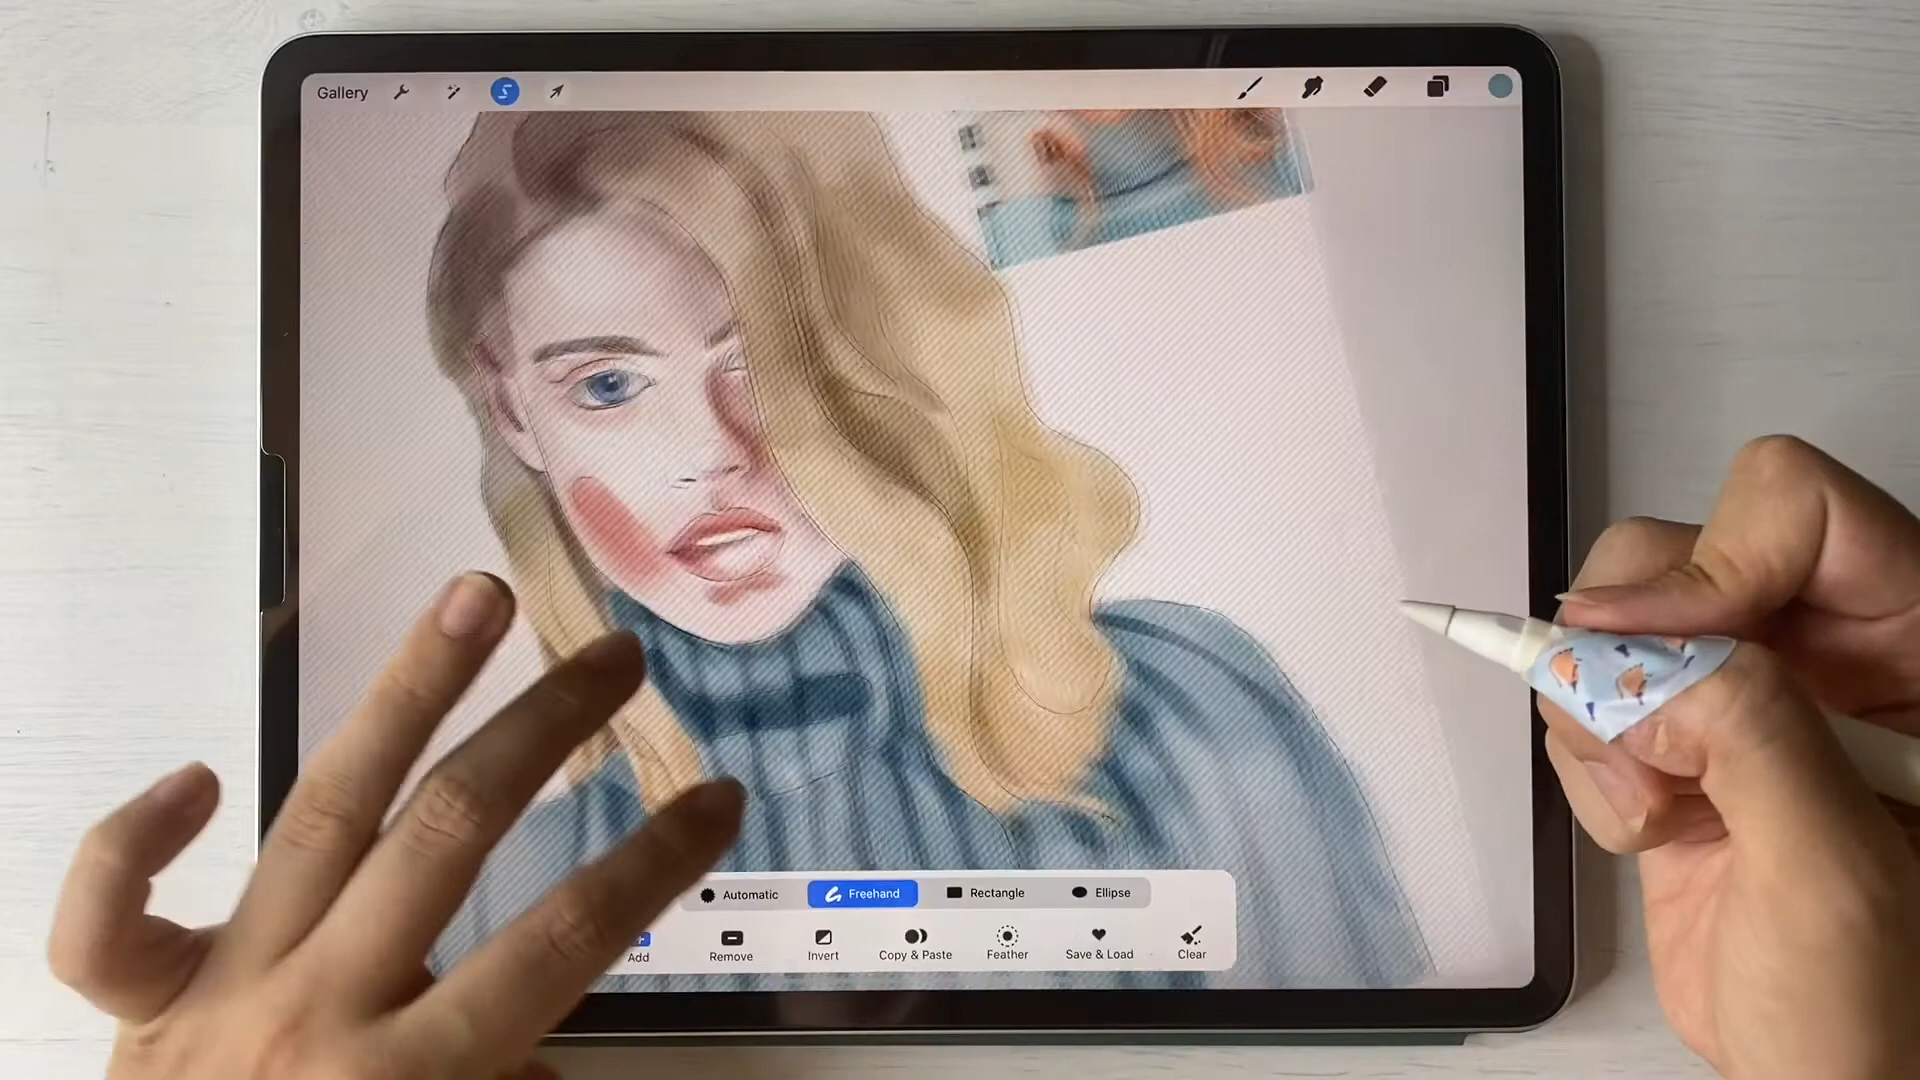 Gallery
Automatic Freehand Rectangle Ellipse
Add Remove Invert Copy & Paste Feather Save & Load Clear